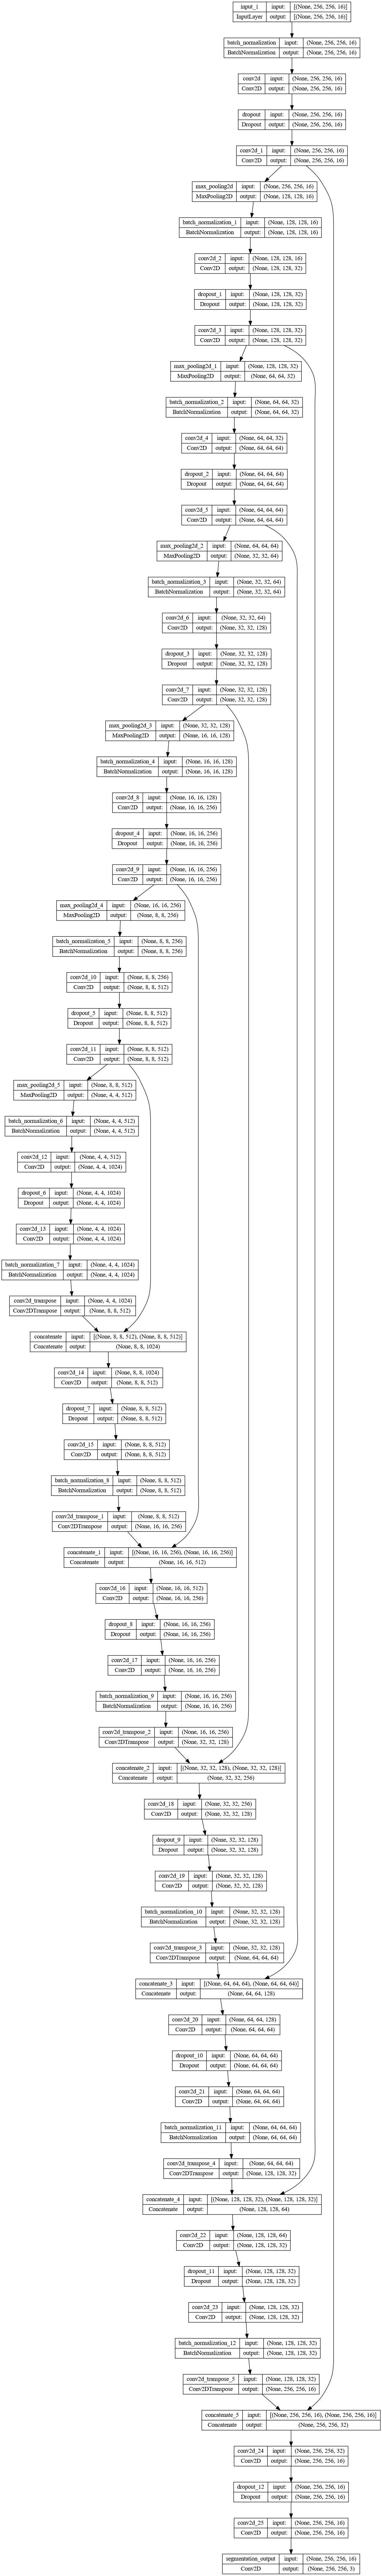 input_1 input: [(None, 256, 256, 16)]
InputLayer output: [(None, 256, 256, 16)]
batch_normalization input: (None, 256, 256, 16)
BatchNormalization output: (None, 256, 256, 16)
conv2d input: (None, 256, 256, 16)
Conv2D output: (None, 256, 256, 16)
dropout input: (None, 256, 256, 16)
Dropout output: (None, 256, 256, 16)
conv2d_1 input: (None, 256, 256, 16)
Conv2D output: (None, 256, 256, 16)
max_pooling2d input: (None, 256, 256, 16)
MaxPooling2D output: (None, 128, 128, 16)
batch_normalization_1 input: (None, 128, 128, 16)
BatchNormalization output: (None, 128, 128, 16)
conv2d_2 input: (None, 128, 128, 16)
Conv2D output: (None, 128, 128, 32)
dropout_1 input: (None, 128, 128, 32)
Dropout output: (None, 128, 128, 32)
conv2d_3 input: (None, 128, 128, 32)
Conv2D output: (None, 128, 128, 32)
max_pooling2d_1 input: (None, 128, 128, 32)
MaxPooling2D output: (None, 64, 64, 32)
batch_normalization_2 input: (None, 64, 64, 32)
BatchNormalization output: (None, 64, 64, 32)
conv2d_4 input: (None, 64, 64, 32)
Conv2D output: (None, 64, 64, 64)
dropout_2 input: (None, 64, 64, 64)
Dropout output: (None, 64, 64, 64)
conv2d_5 input: (None, 64, 64, 64)
Conv2D output: (None, 64, 64, 64)
max_pooling2d_2 input: (None, 64, 64, 64)
MaxPooling2D output: (None, 32, 32, 64)
batch_normalization_3 input: (None, 32, 32, 64)
BatchNormalization output: (None, 32, 32, 64)
conv2d_6 input: (None, 32, 32, 64)
Conv2D output: (None, 32, 32, 128)
dropout_3 input: (None, 32, 32, 128)
Dropout output: (None, 32, 32, 128)
conv2d_7 input: (None, 32, 32, 128)
Conv2D output: (None, 32, 32, 128)
max_pooling2d_3 input: (None, 32, 32, 128)
MaxPooling2D output: (None, 16, 16, 128)
batch_normalization_4 input: (None, 16, 16, 128)
BatchNormalization output: (None, 16, 16, 128)
conv2d_8 input: (None, 16, 16, 128)
Conv2D output: (None, 16, 16, 256)
dropout_4 input: (None, 16, 16, 256)
Dropout output: (None, 16, 16, 256)
conv2d_9 input: (None, 16, 16, 256)
Conv2D output: (None, 16, 16, 256)
max_pooling2d_4 input: (None, 16, 16, 256)
MaxPooling2D output: (None, 8, 8, 256)
batch_normalization_5 input: (None, 8, 8, 256)
BatchNormalization output: (None, 8, 8, 256)
conv2d_10 input: (None, 8, 8, 256)
Conv2D output: (None, 8, 8, 512)
dropout_5 input: (None, 8, 8, 512)
Dropout output: (None, 8, 8, 512)
conv2d_11 input: (None, 8, 8, 512)
Conv2D output: (None, 8, 8, 512)
max_pooling2d_5 input: (None, 8, 8, 512)
MaxPooling2D output: (None, 4, 4, 512)
batch_normalization_6 input: (None, 4, 4, 512)
BatchNormalization output: (None, 4, 4, 512)
conv2d_12 input: (None, 4, 4, 512)
Conv2D output: (None, 4, 4, 1024)
dropout_6 input: (None, 4, 4, 1024)
Dropout output: (None, 4, 4, 1024)
conv2d_13 input: (None, 4, 4, 1024)
Conv2D output: (None, 4, 4, 1024)
batch_normalization_7 input: (None, 4, 4, 1024)
BatchNormalization output: (None, 4, 4, 1024)
conv2d_transpose input: (None, 4, 4, 1024)
Conv2DTranspose output: (None, 8, 8, 512)
concatenate input: [(None, 8, 8, 512), (None, 8, 8, 512)]
Concatenate output: (None, 8, 8, 1024)
conv2d_14 input: (None, 8, 8, 1024)
Conv2D output: (None, 8, 8, 512)
dropout_7 input: (None, 8, 8, 512)
Dropout output: (None, 8, 8, 512)
conv2d_15 input: (None, 8, 8, 512)
Conv2D output: (None, 8, 8, 512)
batch_normalization_8 input: (None, 8, 8, 512)
BatchNormalization output: (None, 8, 8, 512)
conv2d_transpose_1 input: (None, 8, 8, 512)
Conv2DTranspose output: (None, 16, 16, 256)
concatenate_1 input: [(None, 16, 16, 256), (None, 16, 16, 256)]
Concatenate output: (None, 16, 16, 512)
conv2d_16 input: (None, 16, 16, 512)
Conv2D output: (None, 16, 16, 256)
dropout_8 input: (None, 16, 16, 256)
Dropout output: (None, 16, 16, 256)
conv2d_17 input: (None, 16, 16, 256)
Conv2D output: (None, 16, 16, 256)
batch_normalization_9 input: (None, 16, 16, 256)
BatchNormalization output: (None, 16, 16, 256)
conv2d_transpose_2 input: (None, 16, 16, 256)
Conv2DTranspose output: (None, 32, 32, 128)
concatenate_2 input: [(None, 32, 32, 128), (None, 32, 32, 128)]
Concatenate output: (None, 32, 32, 256)
conv2d_18 input: (None, 32, 32, 256)
Conv2D output: (None, 32, 32, 128)
dropout_9 input: (None, 32, 32, 128)
Dropout output: (None, 32, 32, 128)
conv2d_19 input: (None, 32, 32, 128)
Conv2D output: (None, 32, 32, 128)
batch_normalization_10 input: (None, 32, 32, 128)
BatchNormalization output: (None, 32, 32, 128)
conv2d_transpose_3 input: (None, 32, 32, 128)
Conv2DTranspose output: (None, 64, 64, 64)
concatenate_3 input: [(None, 64, 64, 64), (None, 64, 64, 64)]
Concatenate output: (None, 64, 64, 128)
conv2d_20 input: (None, 64, 64, 128)
Conv2D output: (None, 64, 64, 64)
dropout_10 input: (None, 64, 64, 64)
Dropout output: (None, 64, 64, 64)
conv2d_21 input: (None, 64, 64, 64)
Conv2D output: (None, 64, 64, 64)
batch_normalization_11 input: (None, 64, 64, 64)
BatchNormalization output: (None, 64, 64, 64)
conv2d_transpose_4 input: (None, 64, 64, 64)
Conv2DTranspose output: (None, 128, 128, 32)
concatenate_4 input: [(None, 128, 128, 32), (None, 128, 128, 32)]
Concatenate output: (None, 128, 128, 64)
conv2d_22 input: (None, 128, 128, 64)
Conv2D output: (None, 128, 128, 32)
dropout_11 input: (None, 128, 128, 32)
Dropout output: (None, 128, 128, 32)
conv2d_23 input: (None, 128, 128, 32)
Conv2D output: (None, 128, 128, 32)
batch_normalization_12 input: (None, 128, 128, 32)
BatchNormalization output: (None, 128, 128, 32)
conv2d_transpose_5 input: (None, 128, 128, 32)
Conv2DTranspose output: (None, 256, 256, 16)
concatenate_5 input: [(None, 256, 256, 16), (None, 256, 256, 16)]
Concatenate output: (None, 256, 256, 32)
conv2d_24 input: (None, 256, 256, 32)
Conv2D output: (None, 256, 256, 16)
dropout_12 input: (None, 256, 256, 16)
Dropout output: (None, 256, 256, 16)
conv2d_25 input: (None, 256, 256, 16)
Conv2D output: (None, 256, 256, 16)
segmentation_output input: (None, 256, 256, 16)
Conv2D output: (None, 256, 256, 3)